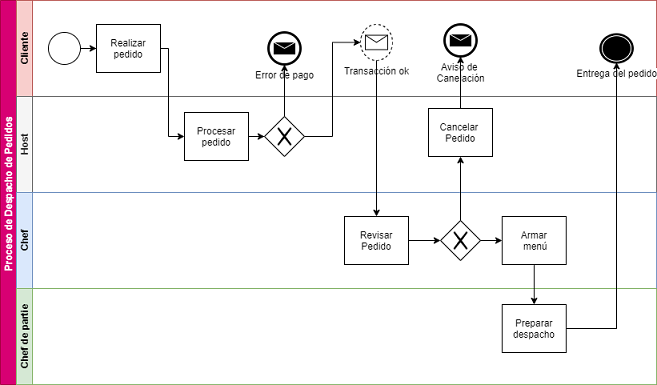 Proceso de Despacho de Pedidos
Cliente
Realizar
pedido
Error de pago
Transacción ok
Aviso de
Canelación
Entrega del pedido
Host
Procesar
pedido
Cancelar
Pedido
Chef
Revisar
Pedido
Armar
menú
Chef de partie
Preparar
despacho